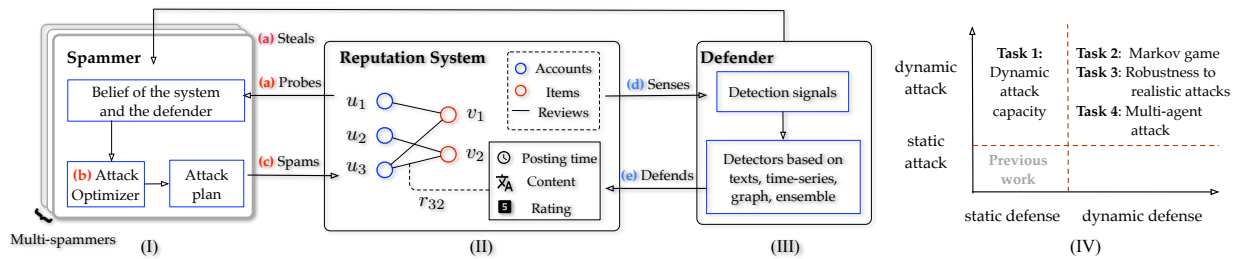 Spammer
Belief of the system
and the defender
(b) Attack
Optimizer
Attack
plan
Multi-spammers
(I)
(a) Steals
(a) Probes
(c) Spams
Reputation System
Accounts
Items
Reviews
u1
u2
u3
v1
v2
r32
Posting time
Content
5 Rating
(II)
(d) Senses
(e) Defends
Defender
Detection signals
Detectors based on
texts, time-series,
graph, ensemble
(III)
dynamic
attack
static
attack
Task 1:
Dynamic
attack
capacity
Task 2: Markov game
Task 3: Robustness to
realistic attacks
Task 4: Multi-agent
attack
Previous
work
static defense
dynamic defense
(IV)